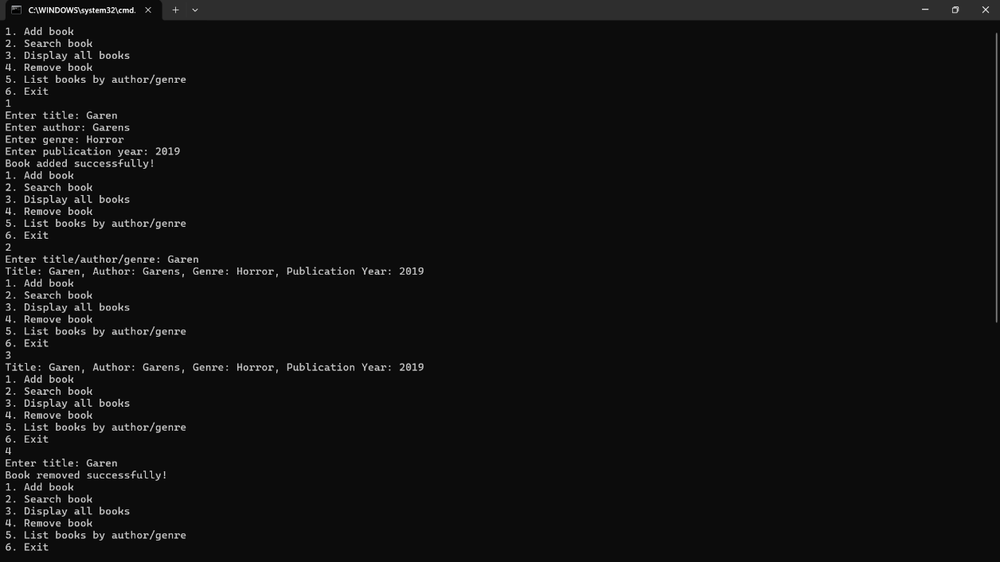 C:\WINDOWS\system32\cmd.
1. Add book
2. Search book
3. Display all books
4. Remove book
5. List books by author/genre
6. Exit
1
Enter title: Garen
Enter author: Garens
Enter genre: Horror
Enter publication year: 2019
Book added successfully!
1. Add book
2. Search book
3. Display all books
4. Remove book
5. List books by author/genre
6. Exit
2
Enter title/author/genre: Garen
Title: Garen, Author: Garens, Genre: Horror, Publication Year: 2019
1. Add book
2. Search book
3. Display all books
4. Remove book
5. List books by author/genre
6. Exit
3
Title: Garen, Author: Garens, Genre: Horror, Publication Year: 2019
1. Add book
2. Search book
3. Display all books
4. Remove book
5. List books by author/genre
6. Exit
4
Enter title: Garen
Book removed successfully!
1. Add book
2. Search book
3. Display all books
4. Remove book
5. List books by author/genre
6. Exit